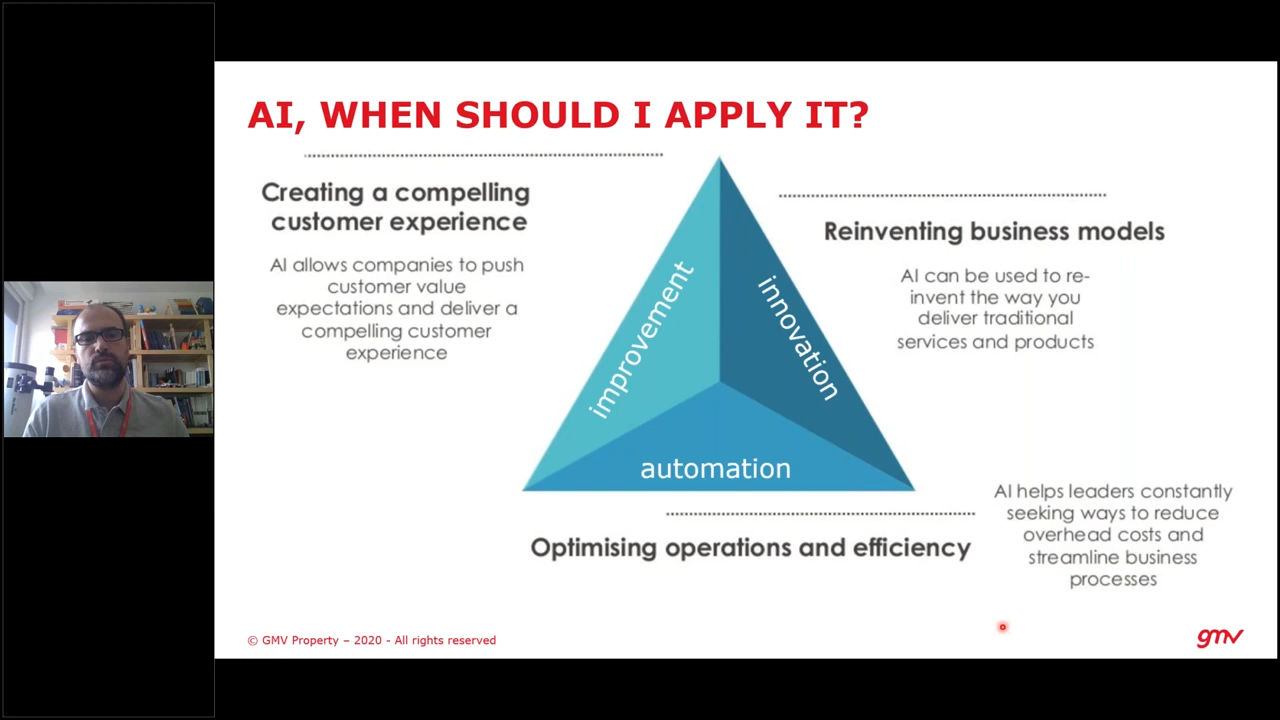 AI, WHEN SHOULD I APPLY IT?
Creating a compelling
customer experience
AI allows companies to push
customer value
expectations and deliver a
compelling customer
experience
improvement
innovation
automation
Reinventing business models
AI can be used to re-
invent the way you
deliver traditional
services and products
Optimising operations and efficiency
AI helps leaders constantly
seeking ways to reduce
overhead costs and
streamline business
processes
© GMV Property – 2020 - All rights reserved
gmv